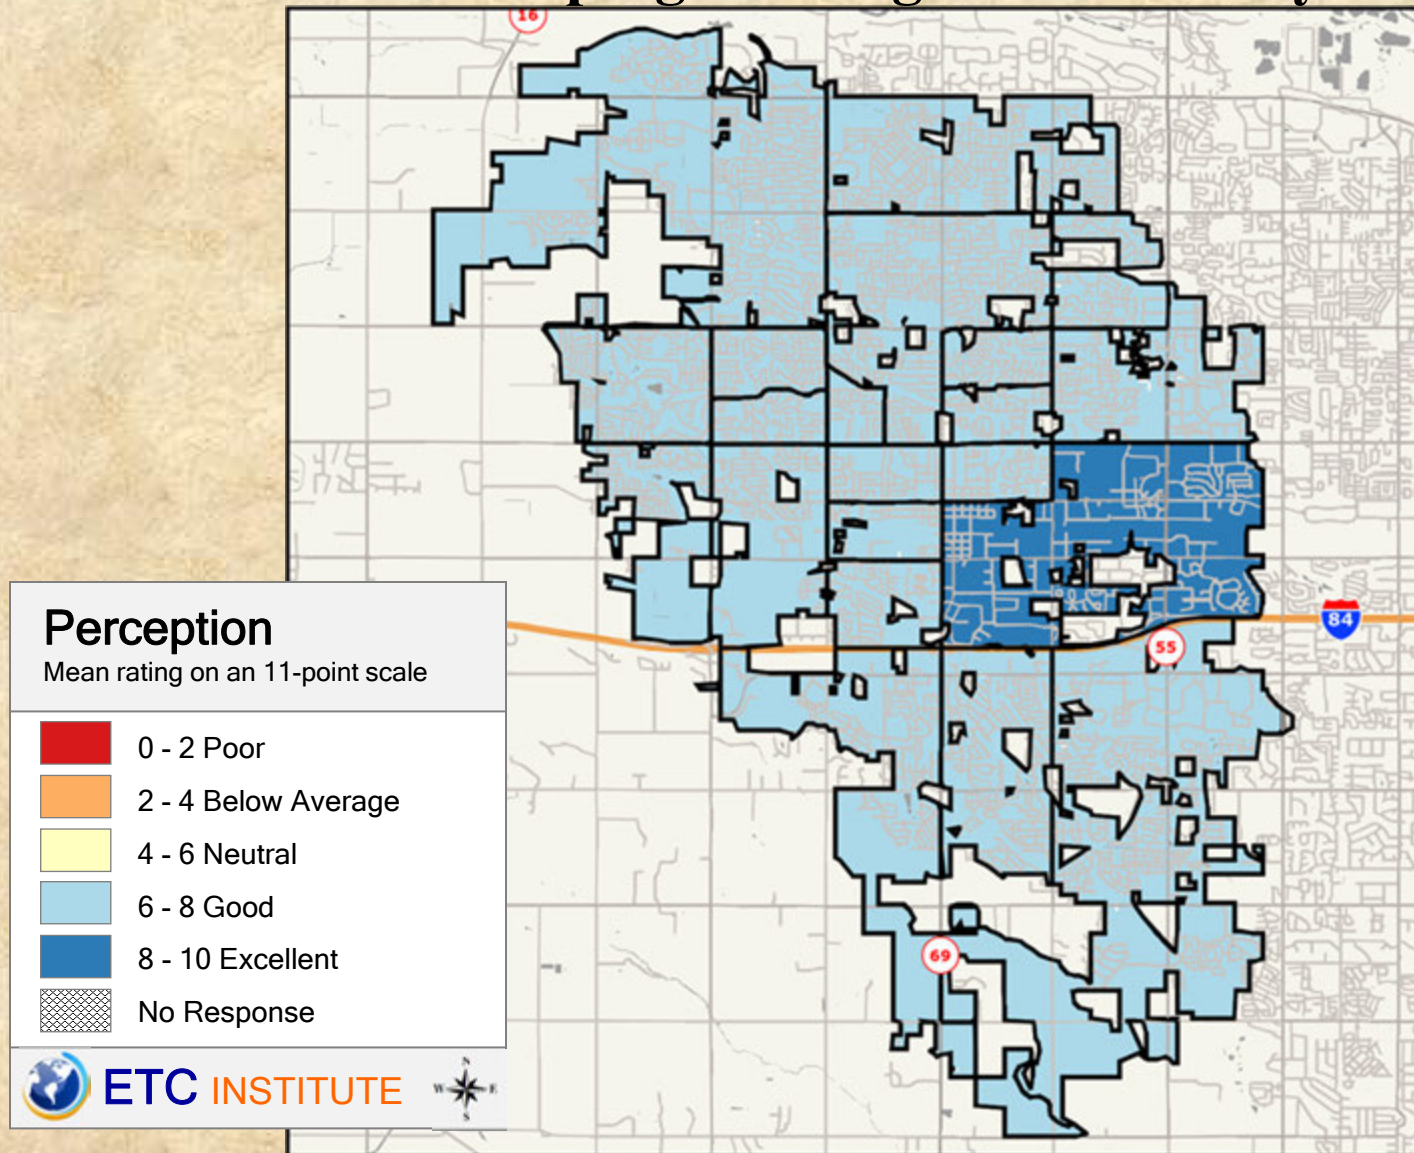 16
84
55
69
Perception
Mean rating on an 11-point scale
0 - 2 Poor
2 - 4 Below Average
4 - 6 Neutral
6 - 8 Good
8 - 10 Excellent
No Response
ETC INSTITUTE
N
W E
S